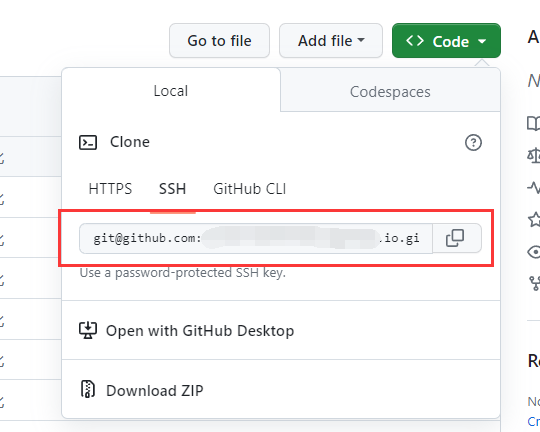 Go to file
Add file
<> Code
A
Local
Codespaces
Clone
HTTPS
SSH
GitHub CLI
git@github.com:
.io.gi
Use a password-protected SSH key.
Open with GitHub Desktop
Download ZIP
Re
No
Cr